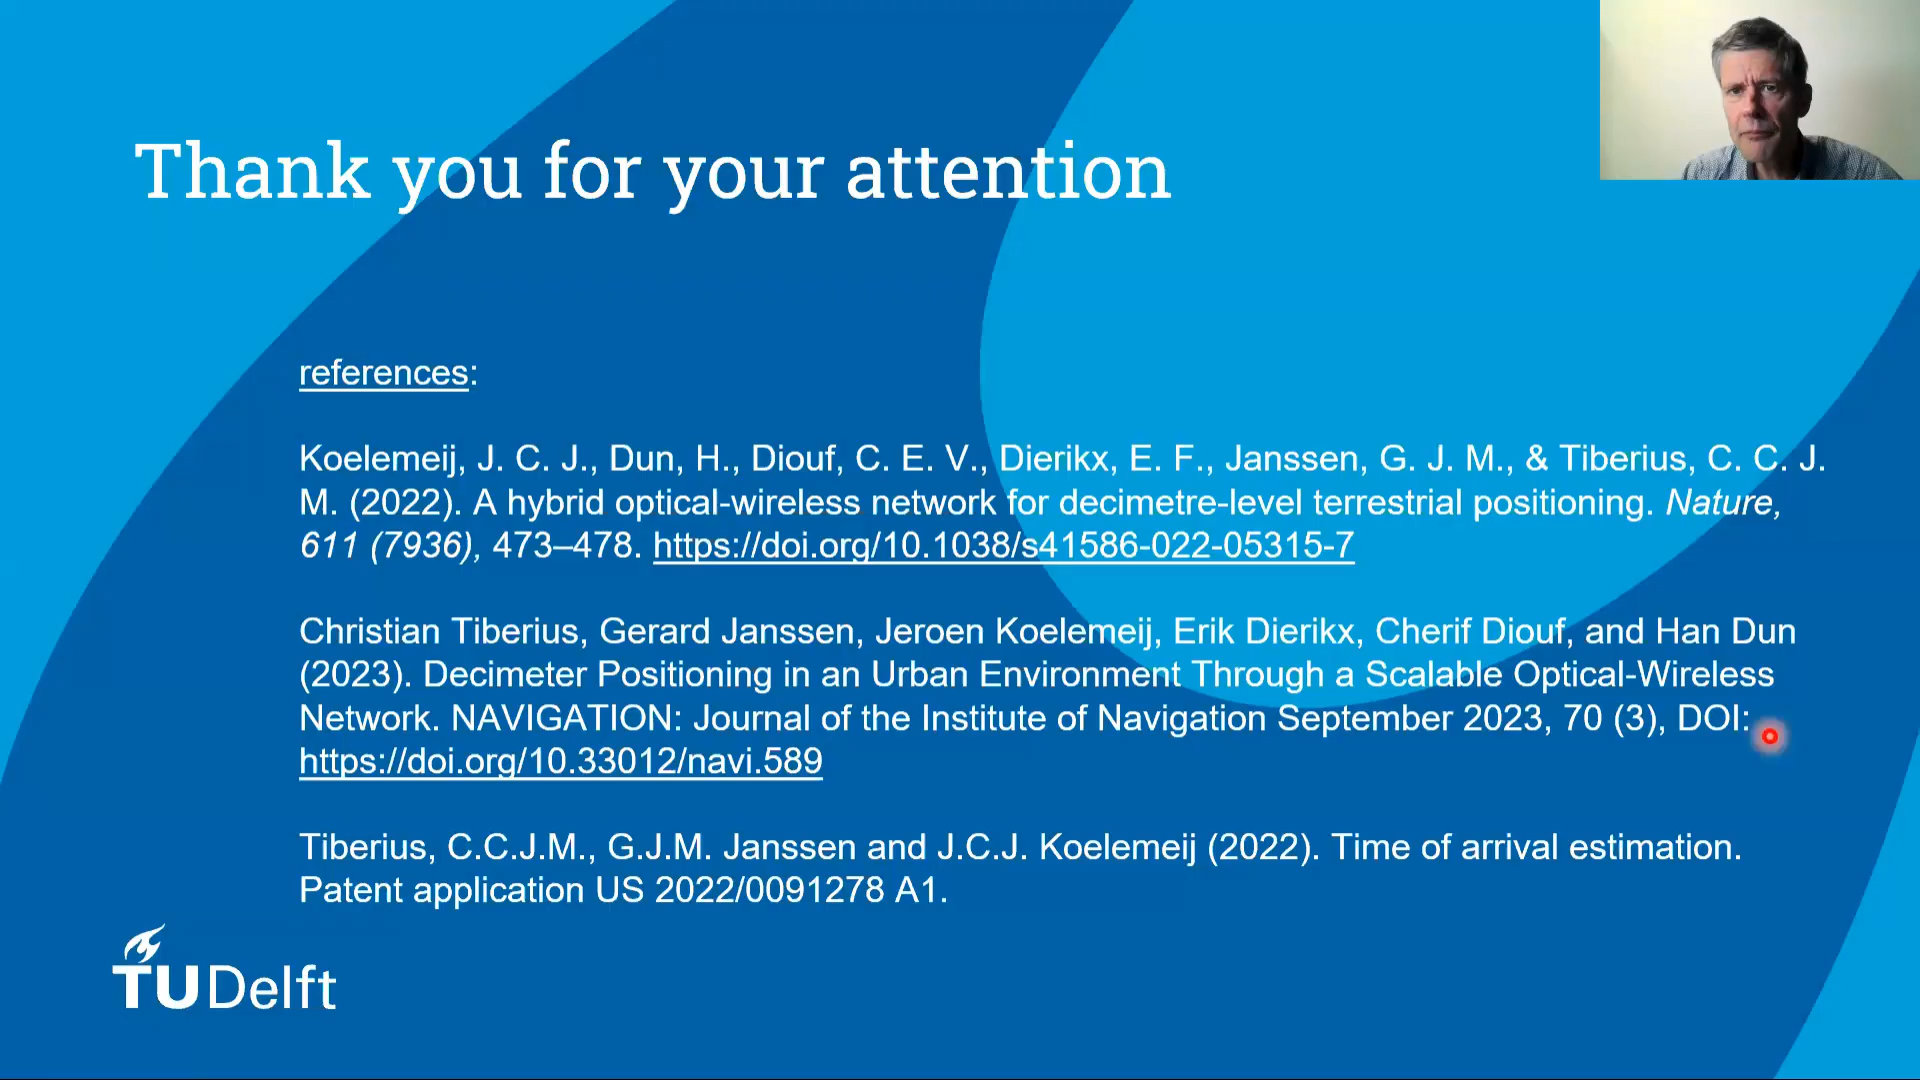 Thank you for your attention
references:
Koelemeij, J. C. J., Dun, H., Diouf, C. E. V., Dierikx, E. F., Janssen, G. J. M., & Tiberius, C. C. J.
M. (2022). A hybrid optical-wireless network for decimetre-level terrestrial positioning. Nature,
611 (7936), 473–478. https://doi.org/10.1038/s41586-022-05315-7
Christian Tiberius, Gerard Janssen, Jeroen Koelemeij, Erik Dierikx, Cherif Diouf, and Han Dun
(2023). Decimeter Positioning in an Urban Environment Through a Scalable Optical-Wireless
Network. NAVIGATION: Journal of the Institute of Navigation September 2023, 70 (3), DOI:
https://doi.org/10.33012/navi.589
Tiberius, C.C.J.M., G.J.M. Janssen and J.C.J. Koelemeij (2022). Time of arrival estimation.
Patent application US 2022/0091278 A1.
TUDelft